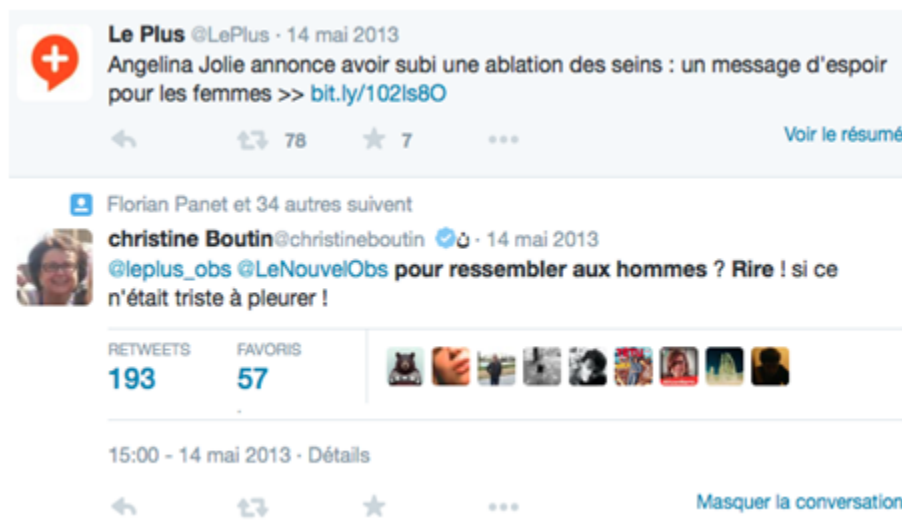 Le Plus @LePlus · 14 mai 2013
Angelina Jolie annonce avoir subi une ablation des seins : un message d'espoir
pour les femmes >> bit.ly/102ls8O
78 7 Voir le résumé
Florian Panet et 34 autres suivent
christine Boutin@christineboutin ن · 14 mai 2013
@leplus_obs @LeNouvelObs pour ressembler aux hommes ? Rire ! si ce
n'était triste à pleurer !
RETWEETS FAVORIS
193 57
15:00 - 14 mai 2013 · Détails
Masquer la conversation